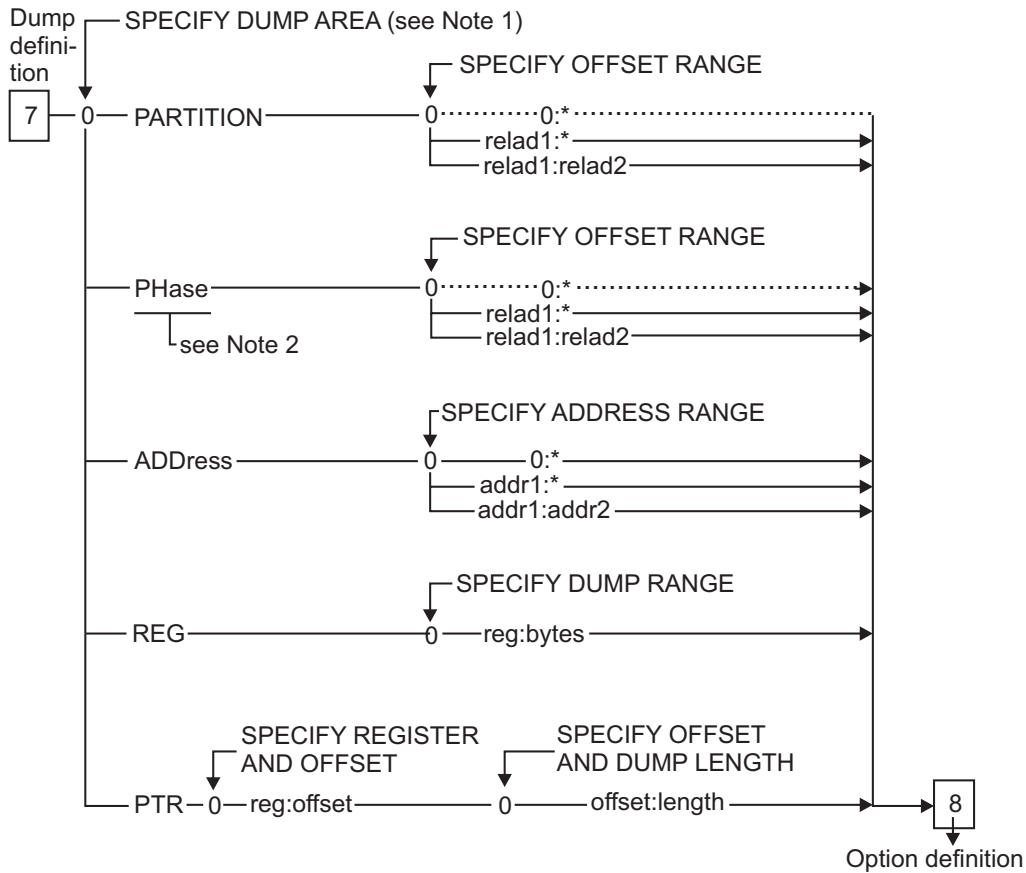 Dump
defini-
tion
SPECIFY DUMP AREA (see Note 1)
SPECIFY OFFSET RANGE
7
0 PARTITION 0 0:*
relad1:*
relad1:relad2
SPECIFY OFFSET RANGE
PHase 0 0:*
relad1:*
see Note 2
relad1:relad2
SPECIFY ADDRESS RANGE
ADDress 0 0:*
addr1:*
addr1:addr2
SPECIFY DUMP RANGE
REG 0 reg:bytes
SPECIFY REGISTER
AND OFFSET
SPECIFY OFFSET
AND DUMP LENGTH
PTR 0 reg:offset 0 offset:length
8
Option definition